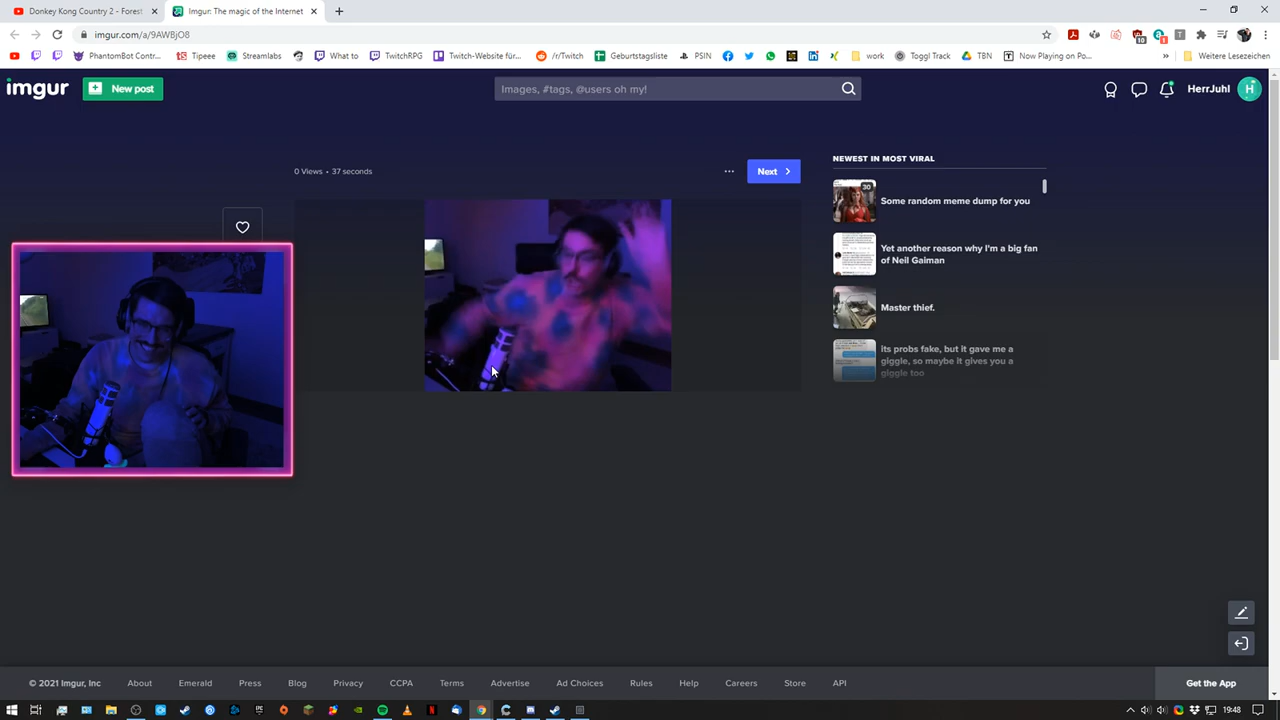 Donkey Kong Country 2 - Forest
Imgur: The magic of the Internet
imgur.com/a/9AWBjO8
PhantomBot Contr...
Tipeee
Streamlabs
What to
TwitchRPG
Twitch-Website für...
r/Twitch
Geburtstagsliste
PSIN
work
Toggl Track
TBN
Now Playing on Po...
»
Weitere Lesezeichen
imgur
New post
Images, #tags, @users oh my!
HerrJuhl
H
0 Views • 37 seconds
Next
NEWEST IN MOST VIRAL
30
Some random meme dump for you
Yet another reason why I'm a big fan
of Neil Gaiman
Master thief.
its probs fake, but it gave me a
giggle, so maybe it gives you a
giggle too
© 2021 Imgur, Inc
About
Emerald
Press
Blog
Privacy
CCPA
Terms
Advertise
Ad Choices
Rules
Help
Careers
Store
API
Get the App
19:48